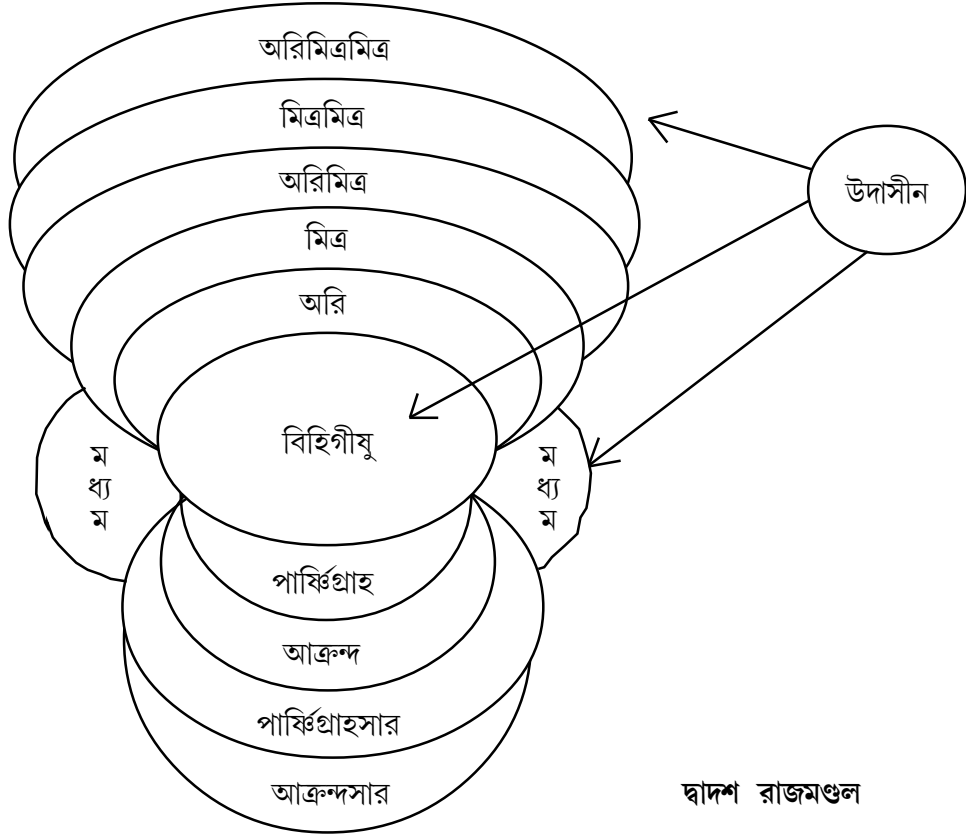 অরিমিত্রমিত্র
মিত্রমিত্র
অরিমিত্র
মিত্র
অরি
উদাসীন
বিহিগীষু
ম
ধ্য
ম
ম
ধ্য
ম
পার্ষ্ণিগ্রাহ
আক্রন্দ
পার্ষ্ণিগ্রাহসার
আক্রন্দসার
দ্বাদশ রাজমণ্ডল